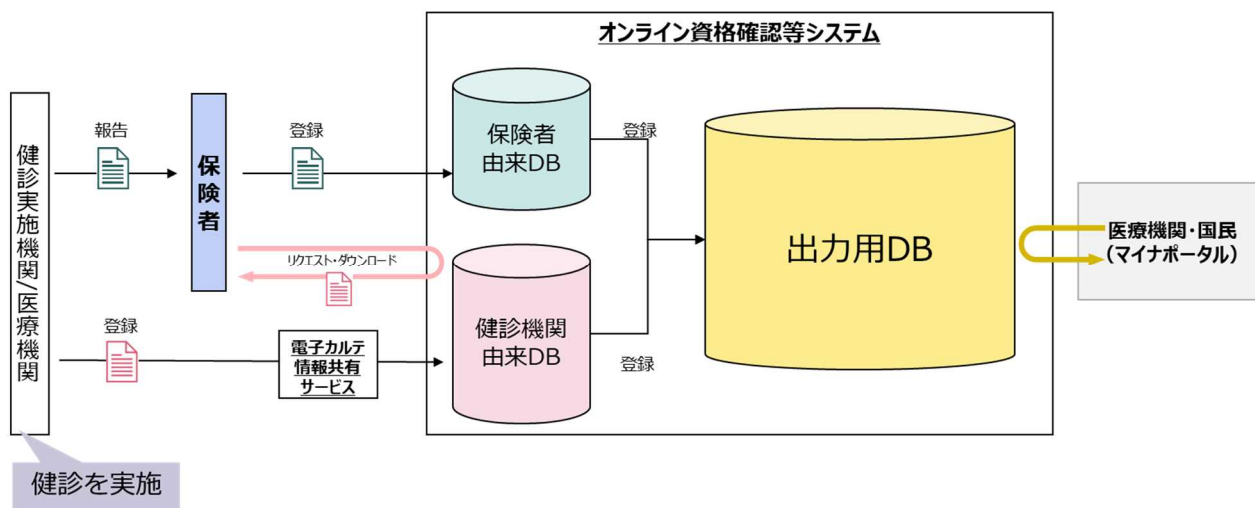 オンライン資格確認等システム
健診実施機関/医療機関
報告
保険者
登録
保険者
由来DB
登録
リクエスト・ダウンロード
出力用DB
医療機関・国民
(マイナポータル)
登録
電子カルテ
情報共有
サービス
健診機関
由来DB
登録
健診を実施